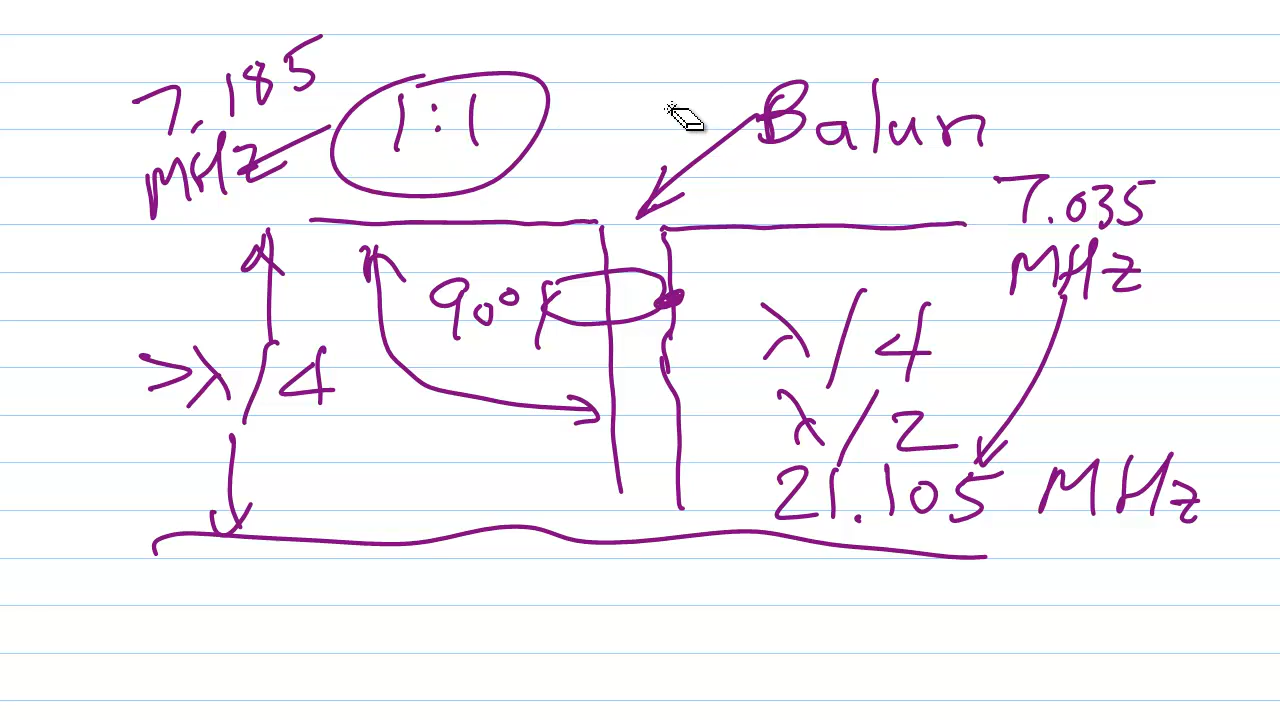 7.185
MHz
1:1
Balun
7.035
MHz
90°
>λ/4
λ/4
λ/2
21.105 MHz